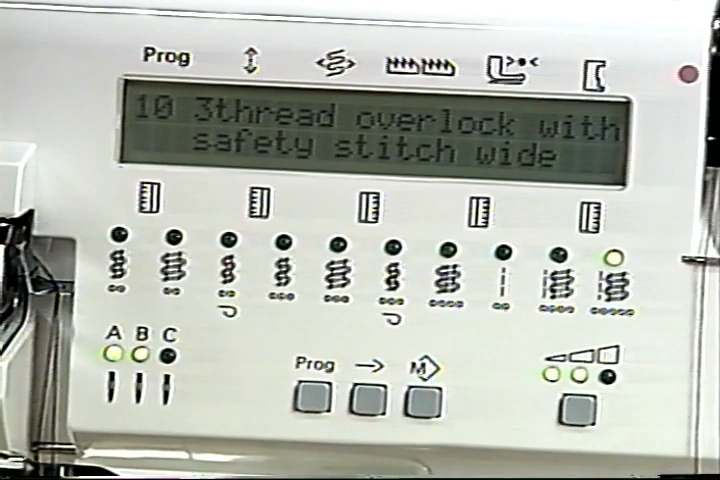 Prog
10 3thread overlock with
safety stitch wide
A B C
Prog
M